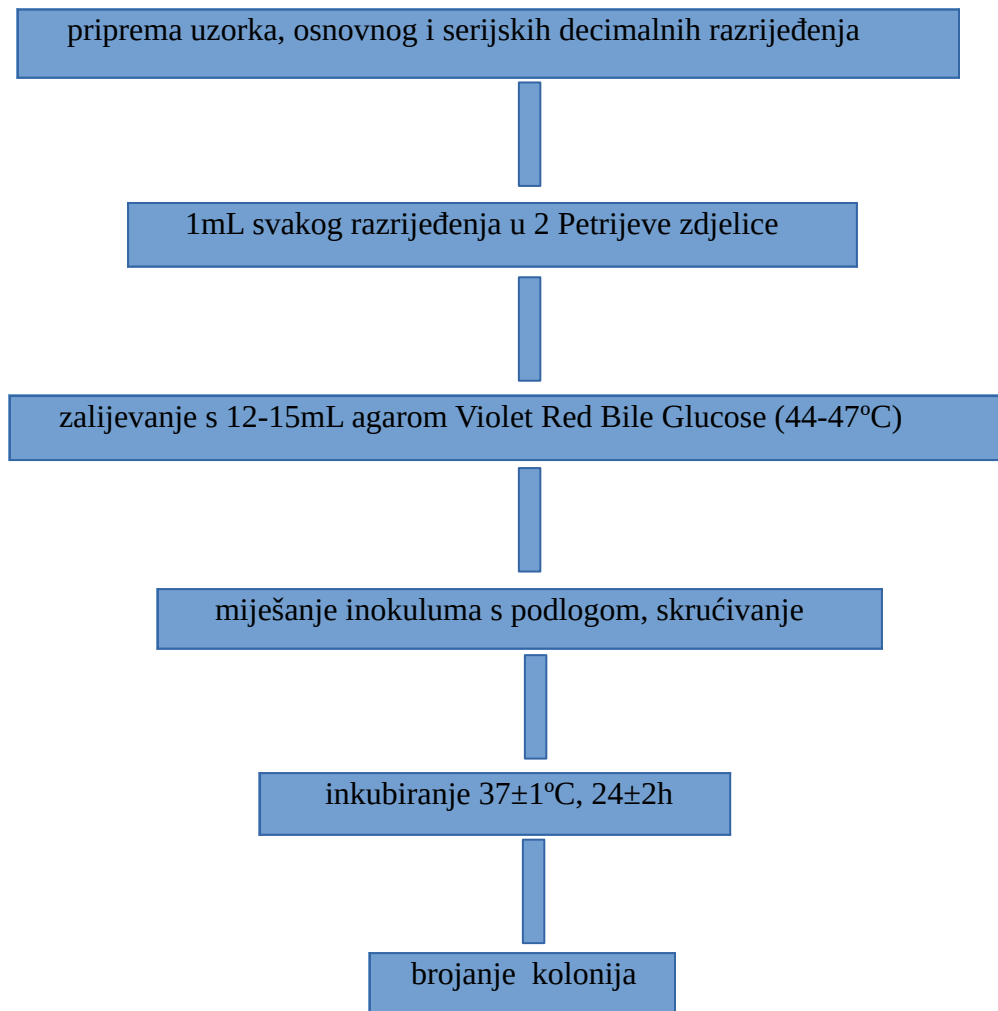 priprema uzorka, osnovnog i serijskih decimalnih razrijeđenja
1mL svakog razrijeđenja u 2 Petrijeve zdjelice
zalijevanje s 12-15mL agarom Violet Red Bile Glucose (44-47ºC)
miješanje inokuluma s podlogom, skrućivanje
inkubiranje 37±1ºC, 24±2h
brojanje kolonija